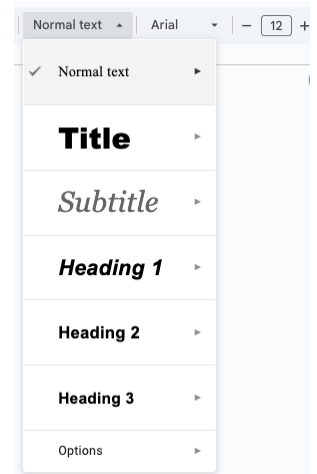 Normal text Arial 12
Normal text
Title
Subtitle
Heading 1
Heading 2
Heading 3
Options